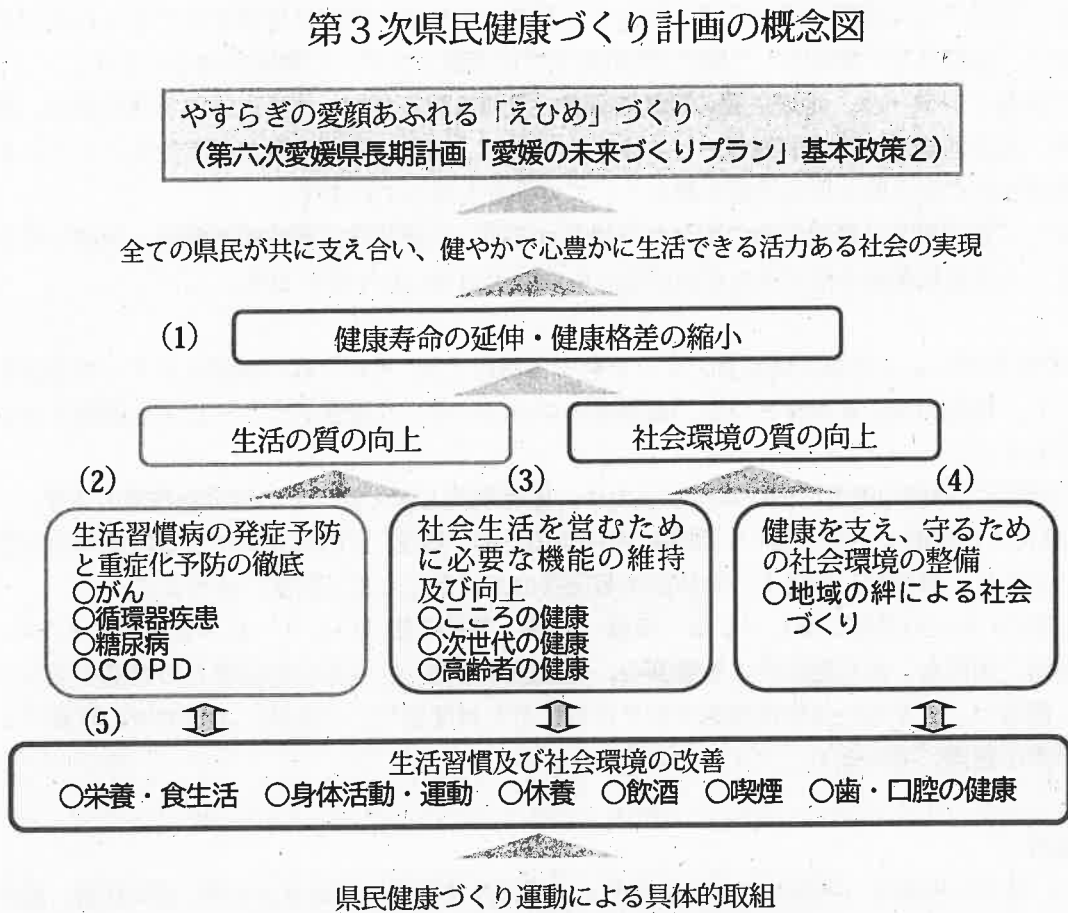 第3次県民健康づくり計画の概念図
やすらぎの愛顔あふれる「えひめ」づくり
(第六次愛媛県長期計画「愛媛の未来づくりプラン」基本政策2)
全ての県民が共に支え合い、健やかで心豊かに生活できる活力ある社会の実現
(1)
健康寿命の延伸・健康格差の縮小
生活の質の向上
社会環境の質の向上
(2)
生活習慣病の発症予防
と重症化予防の徹底
○がん
○循環器疾患
○糖尿病
○COPD
(3)
社会生活を営むため
に必要な機能の維持
及び向上
○こころの健康
○次世代の健康
○高齢者の健康
(4)
健康を支え、守るため
の社会環境の整備
○地域の絆による社会
づくり
(5)
生活習慣及び社会環境の改善
○栄養・食生活 ○身体活動・運動 ○休養 ○飲酒 ○喫煙 ○歯・口腔の健康
県民健康づくり運動による具体的取組